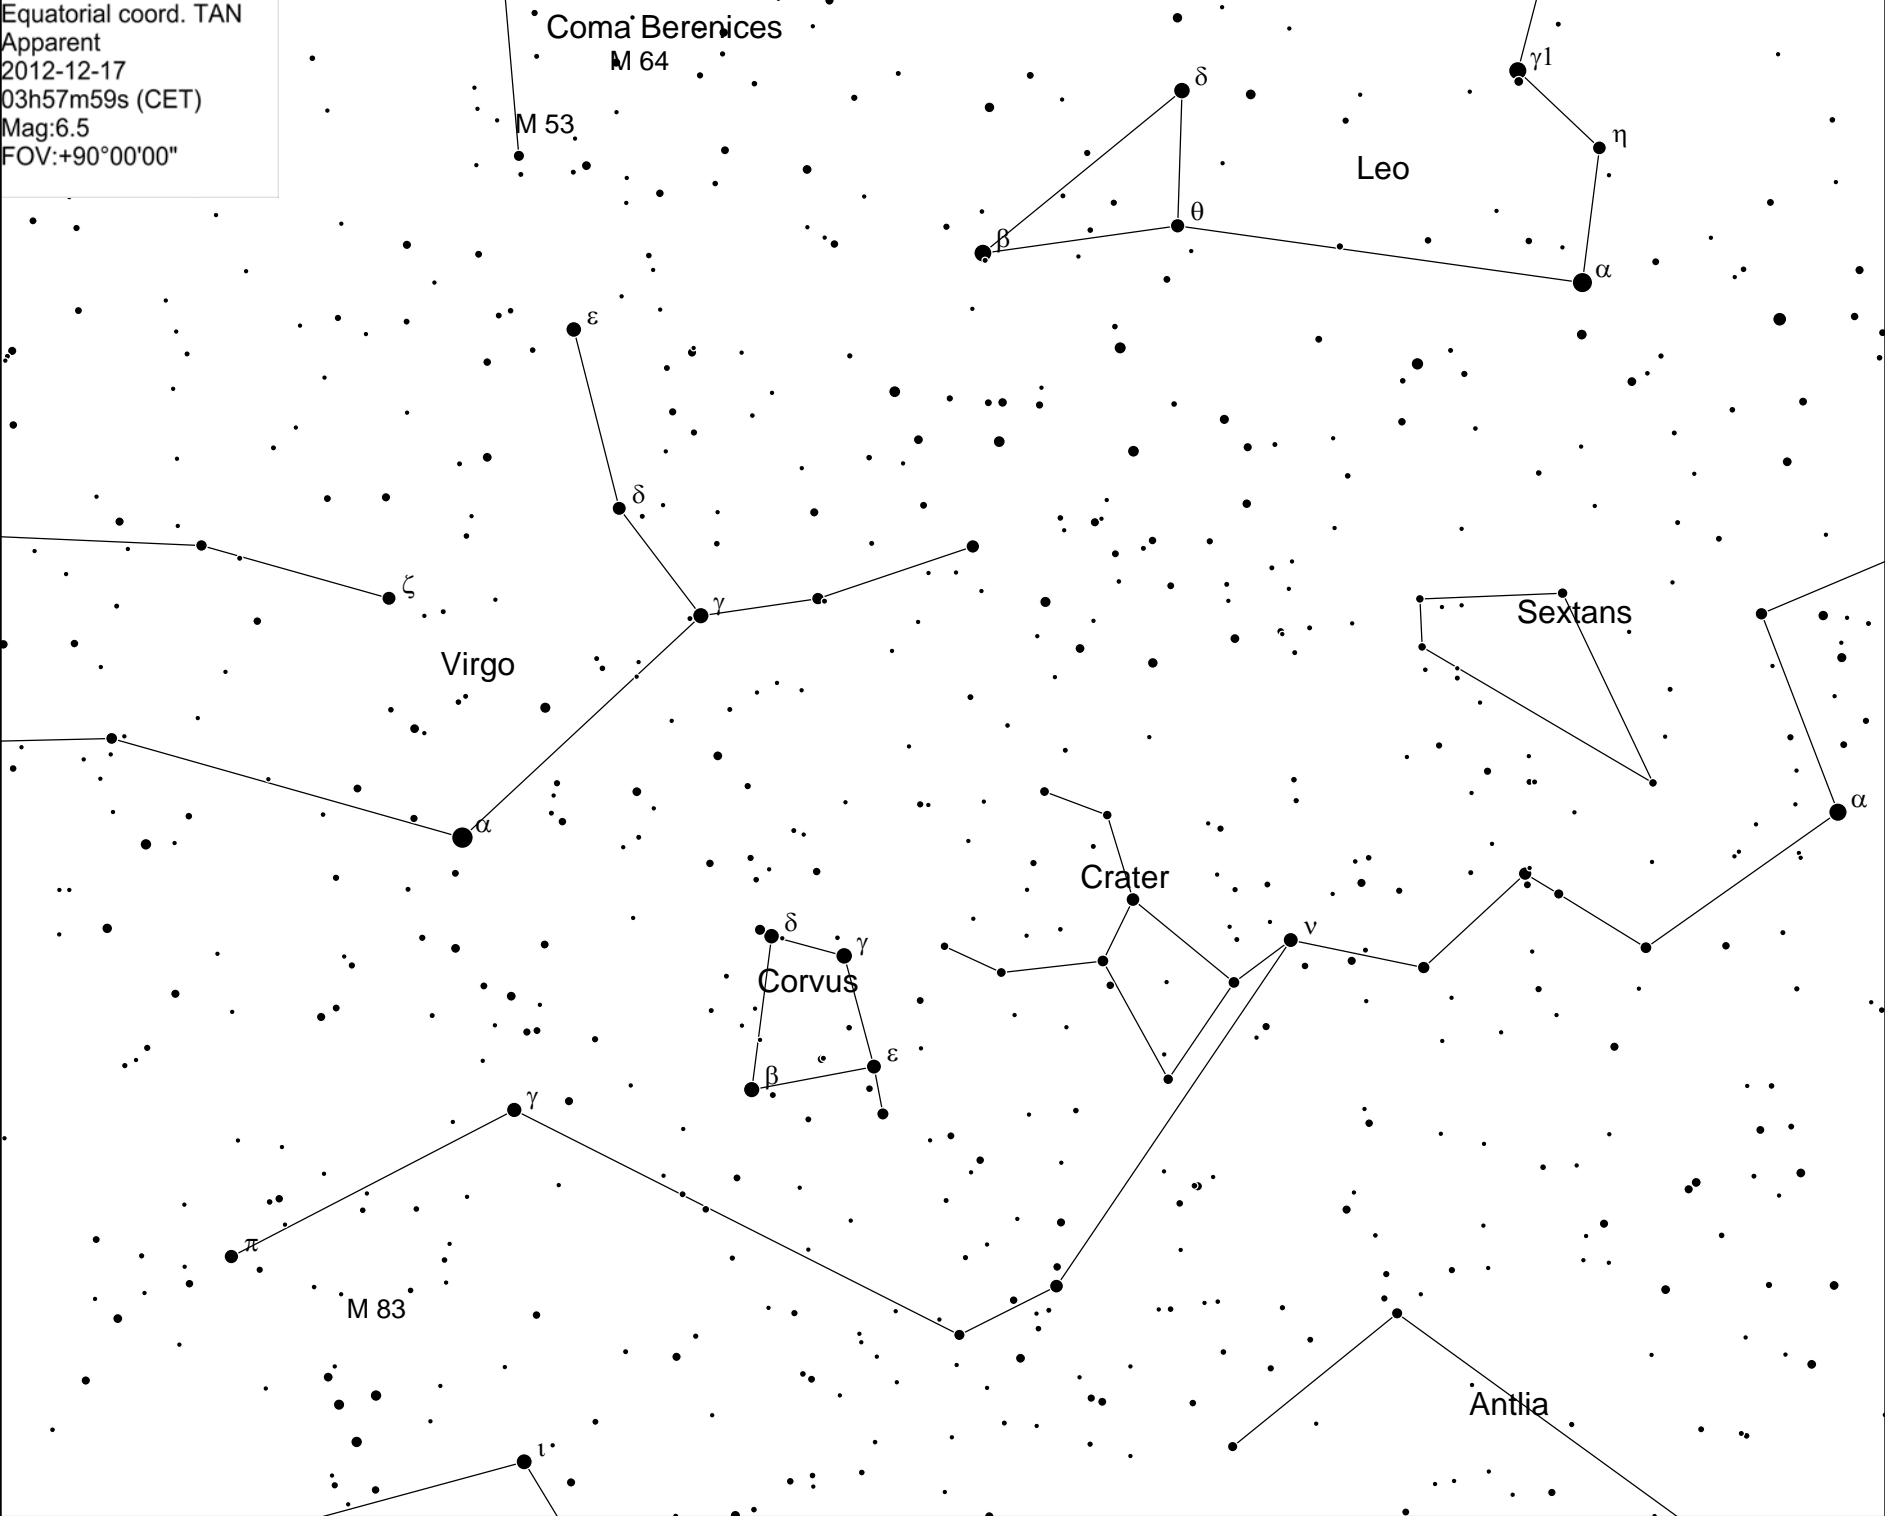 Equatorial coord. TAN
Apparent
2012-12-17
03h57m59s (CET)
Mag:6.5
FOV:+90°00'00"
Coma Berenices
M 64
M 53
γ1
δ
η
Leo
θ
β
α
ε
δ
ζ
γ
Sextans
Virgo
α
α
Crater
δ
ν
γ
Corvus
ε
β
γ
π
M 83
Antlia
ι